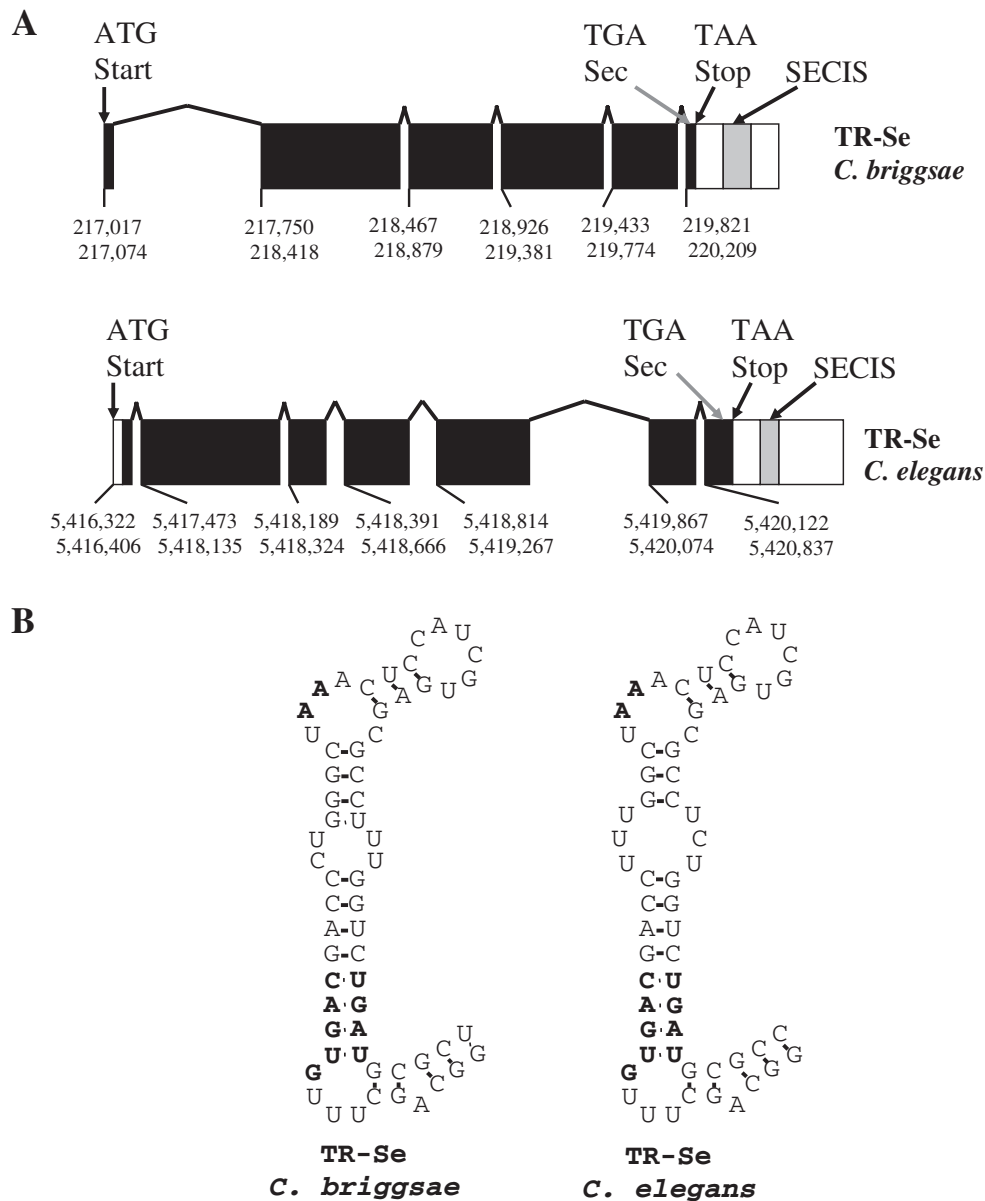 A
ATG
Start
TGA
Sec
TAA
Stop
SECIS
TR-Se
C. briggsae
217,017
217,074
217,750
218,418
218,467
218,879
218,926
219,381
219,433
219,774
219,821
220,209
ATG
Start
TGA
Sec
TAA
Stop
SECIS
TR-Se
C. elegans
5,416,322
5,416,406
5,417,473
5,418,135
5,418,189
5,418,324
5,418,391
5,418,666
5,418,814
5,419,267
5,419,867
5,420,074
5,420,122
5,420,837
B
A U
C C
A A C U C G
A G A G U
U C
C-G
G-C
G-C
G·U
U U
C U
C-G
C-G
A-U
G-C
C·U
A·G
G·A
U·U
G G C G C U G
U U U U C G A C G
TR-Se
C. briggsae
A U
C C
A A C U C G
A G A G U
U C
C-G
G-C
G-C
U U
U C
U U
C-G
C-G
A-U
G-C
C·U
A·G
G·A
U·U
G G C G C C G
U U U U C G A C G
TR-Se
C. elegans